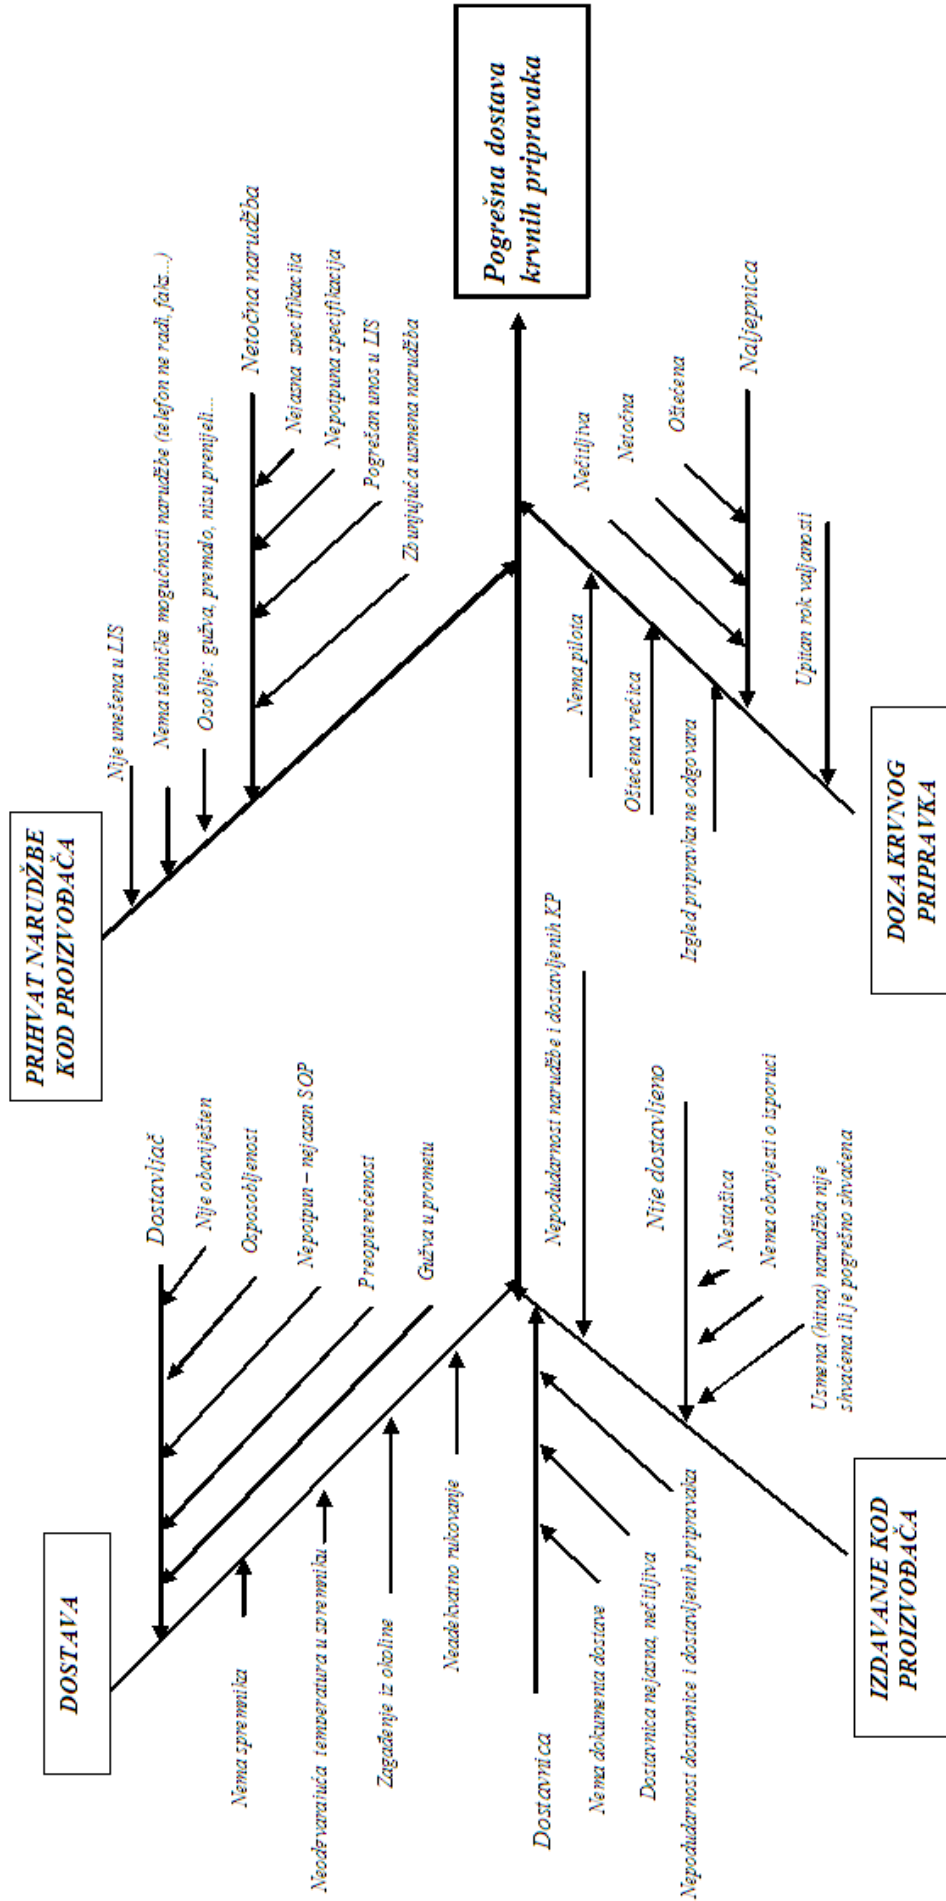 DOSTAVA
Dostavljač
Nije obaviješten
Osposobljenost
Nepotpun – nejasan SOP
Preopterećenost
Gužva u prometu
Nema spremnika
Neodgvarajuća temperatura u spremniku
Zagađenje iz okoline
Neadekvatno rukovanje
PRIHVAT NARUDŽBE
KOD PROIZVOĐAČA
Nije unešena u LIS
Nema tehničke mogućnosti narudžbe (telefon ne radi, faks...)
Osoblje: gužva, premalo, nisu prenijeli...
Netočna narudžba
Nejasna specifikacija
Nepotpuna specifikacija
Pogrešan unos u LIS
Zbunjujuća usmena narudžba
Pogrešna dostava
krvnih pripravaka
Dostavnica
Nema dokumenta dostave
Dostavnica nejasna, nečitljiva
Nepodudarnost dostavnice i dostavljenih pripravaka
Nepodudarnost narudžbe i dostavljenih KP
Nije dostavljeno
Nestašica
Nema obavjesti o isporuci
Usmena (hitna) narudžba nije
shvaćena ili je pogrešno shvaćena
IZDAVANJE KOD
PROIZVOĐAČA
Nema pilota
Oštećena vrećica
Izgled pripravka ne odgovara
Nečitljiva
Netočna
Oštećena
Naljepnica
Upitan rok valjanosti
DOZA KRVNOG
PRIPRAVKA